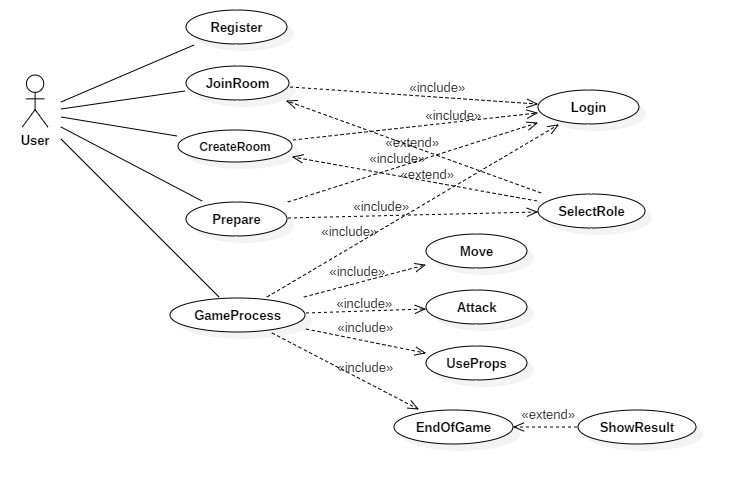 Register
JoinRoom
«include»
Login
«include»
User
CreateRoom
«extend»
«include»
«extend»
«include»
SelectRole
Prepare
«include»
Move
«include»
«include»
Attack
GameProcess
«include»
UseProps
«include»
EndOfGame
«extend»
ShowResult